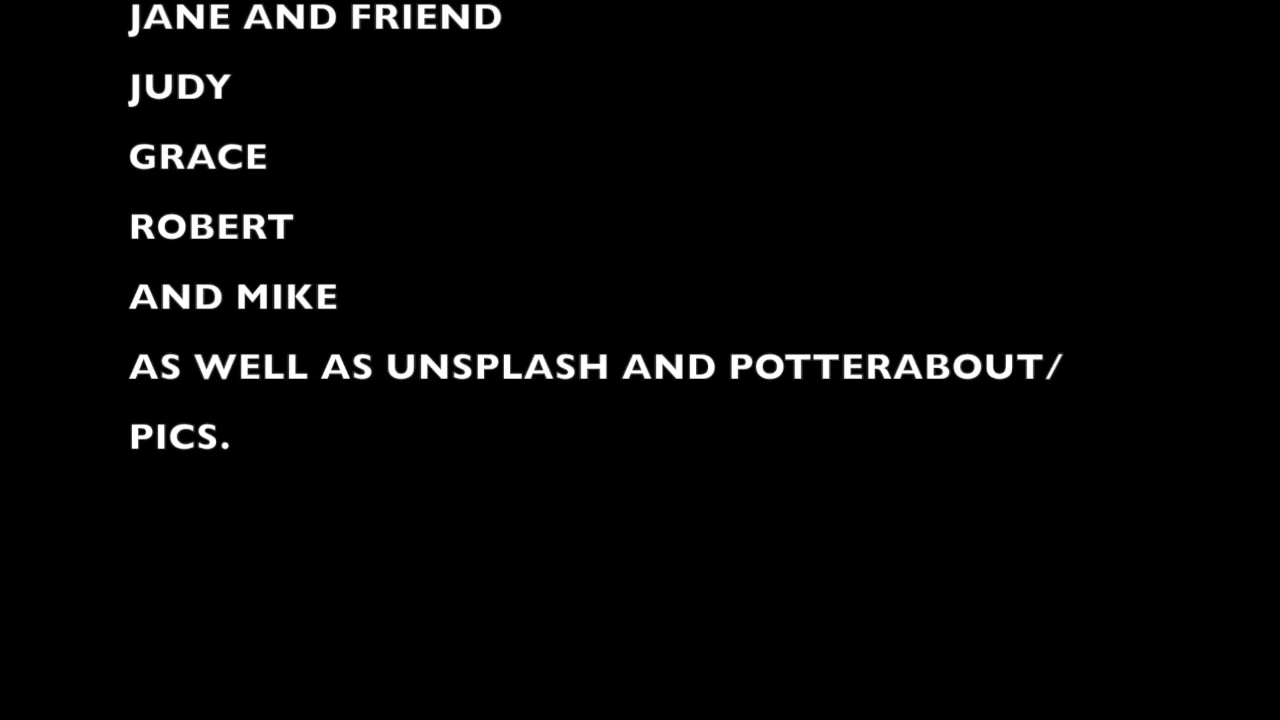 JANE AND FRIEND
JUDY
GRACE
ROBERT
AND MIKE
AS WELL AS UNSPLASH AND POTTERABOUT/
PICS.